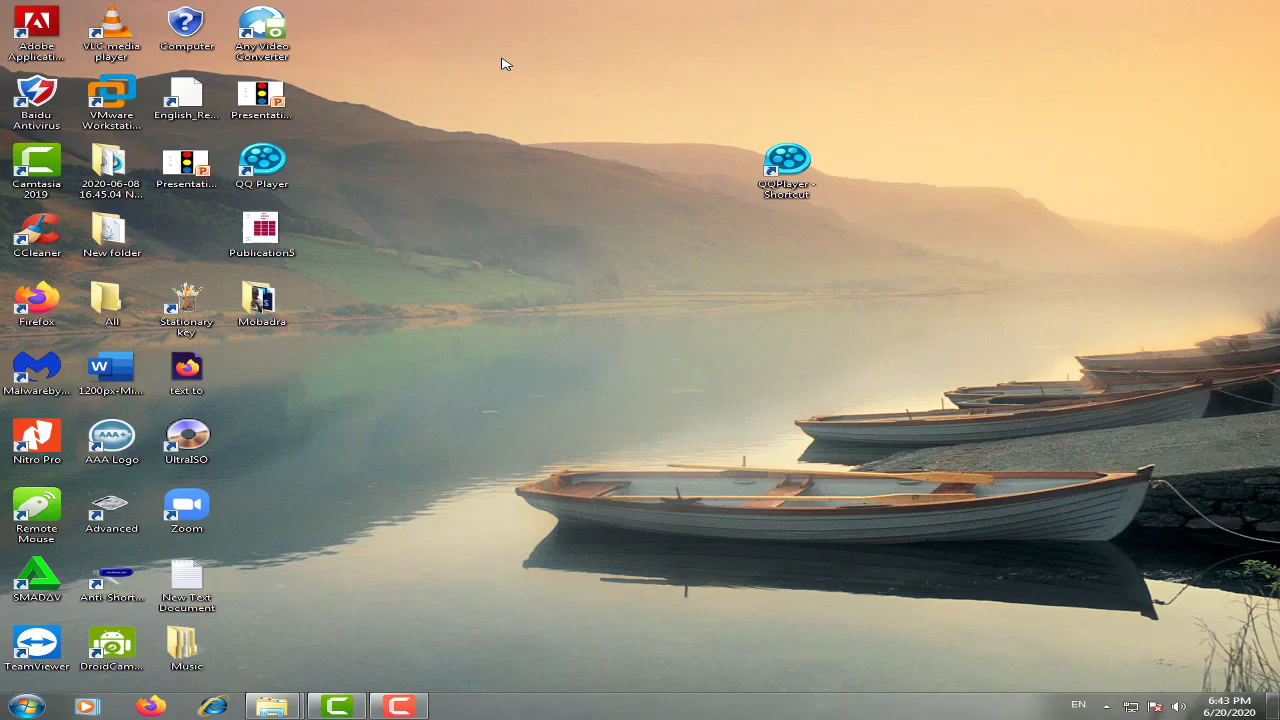 Adobe
Applicati...
VLC media
player
Computer
Any Video
Converter
Baidu
Antivirus
VMware
Workstati...
English_Re...
Presentati...
Camtasia
2019
2020-06-08
16.45.04 N...
Presentati...
QQ Player
QQPlayer -
Shortcut
CCleaner
New folder
Publication5
Firefox
All
Stationary
key
Mobadra
Malwareby...
1200px-Mi...
text to
Nitro Pro
AAA+
AAA Logo
UltraISO
Remote
Mouse
Advanced
Zoom
SMADAV
Anti-Short...
New Text
Document
TeamViewer
DroidCam...
Music
EN
6:43 PM
6/20/2020